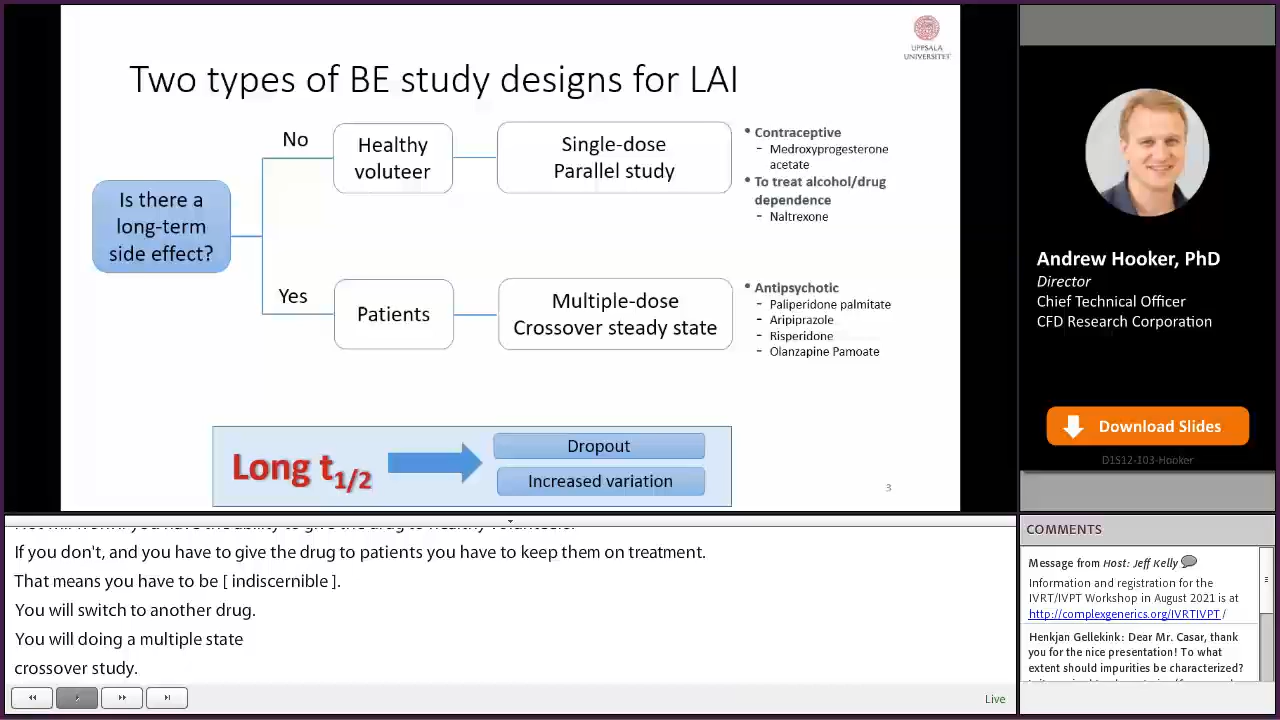 UPPSALA
UNIVERSITET
Two types of BE study designs for LAI
Is there a
long-term
side effect?
No
Healthy
voluteer
Single-dose
Parallel study
• Contraceptive
- Medroxyprogesterone
acetate
• To treat alcohol/drug
dependence
- Naltrexone
Yes
Patients
Multiple-dose
Crossover steady state
• Antipsychotic
- Paliperidone palmitate
- Aripiprazole
- Risperidone
- Olanzapine Pamoate
Long t1/2
Dropout
Increased variation
3
Andrew Hooker, PhD
Director
Chief Technical Officer
CFD Research Corporation
Download Slides
D1S12-103-Hooker
If you don't, and you have to give the drug to patients you have to keep them on treatment.
That means you have to be [ indiscernible ].
You will switch to another drug.
You will doing a multiple state
crossover study.
Live
COMMENTS
Message from Host: Jeff Kelly
Information and registration for the
IVRT/IVPT Workshop in August 2021 is at
http://complexgenerics.org/IVRTIVPT /
Henkjan Gellekink: Dear Mr. Casar, thank
you for the nice presentation! To what
extent should impurities be characterized?